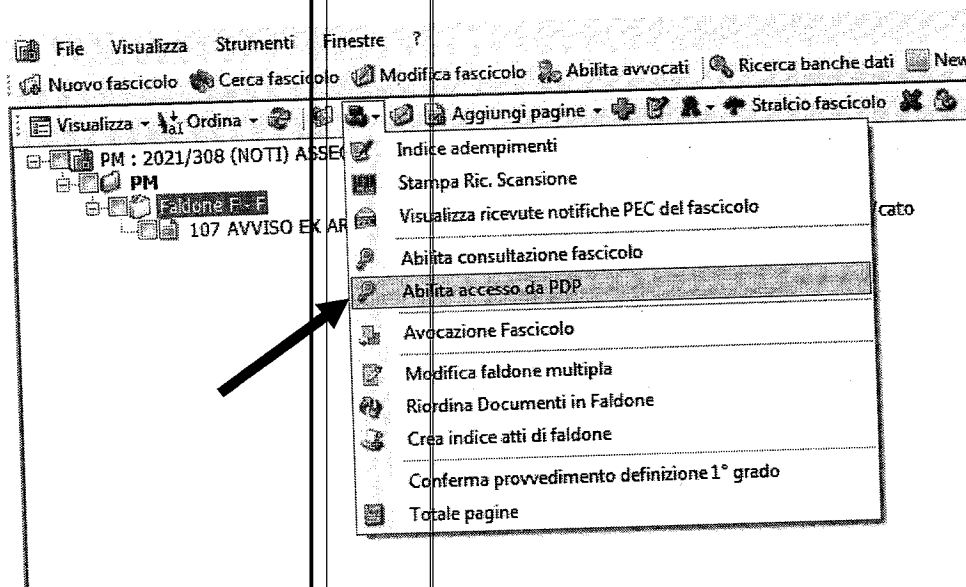 File Visualizza Strumenti Finestre ?
Nuovo fascicolo Cerca fascicolo Modifica fascicolo Abilita avvocati Ricerca banche dati New
Visualizza Ordina Aggiungi pagine Stralcio fascicolo
PM : 2021/308 (NOTI) ASSE
PM
Faldone F - F
107 AVVISO EX AR
Indice adempimenti
Stampa Ric. Scansione
Visualizza ricevute notifiche PEC del fascicolo
cato
Abilita consultazione fascicolo
Abilita accesso da PDP
Avocazione Fascicolo
Modifica faldone multipla
Riordina Documenti in Faldone
Crea indice atti di faldone
Conferma provvedimento definizione 1° grado
Totale pagine